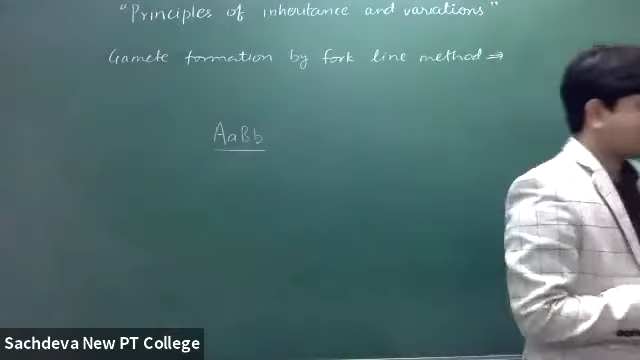 "Principles of inheritance and variations"
Gamete formation by fork line method ⇒
AaBb
Sachdeva New PT College